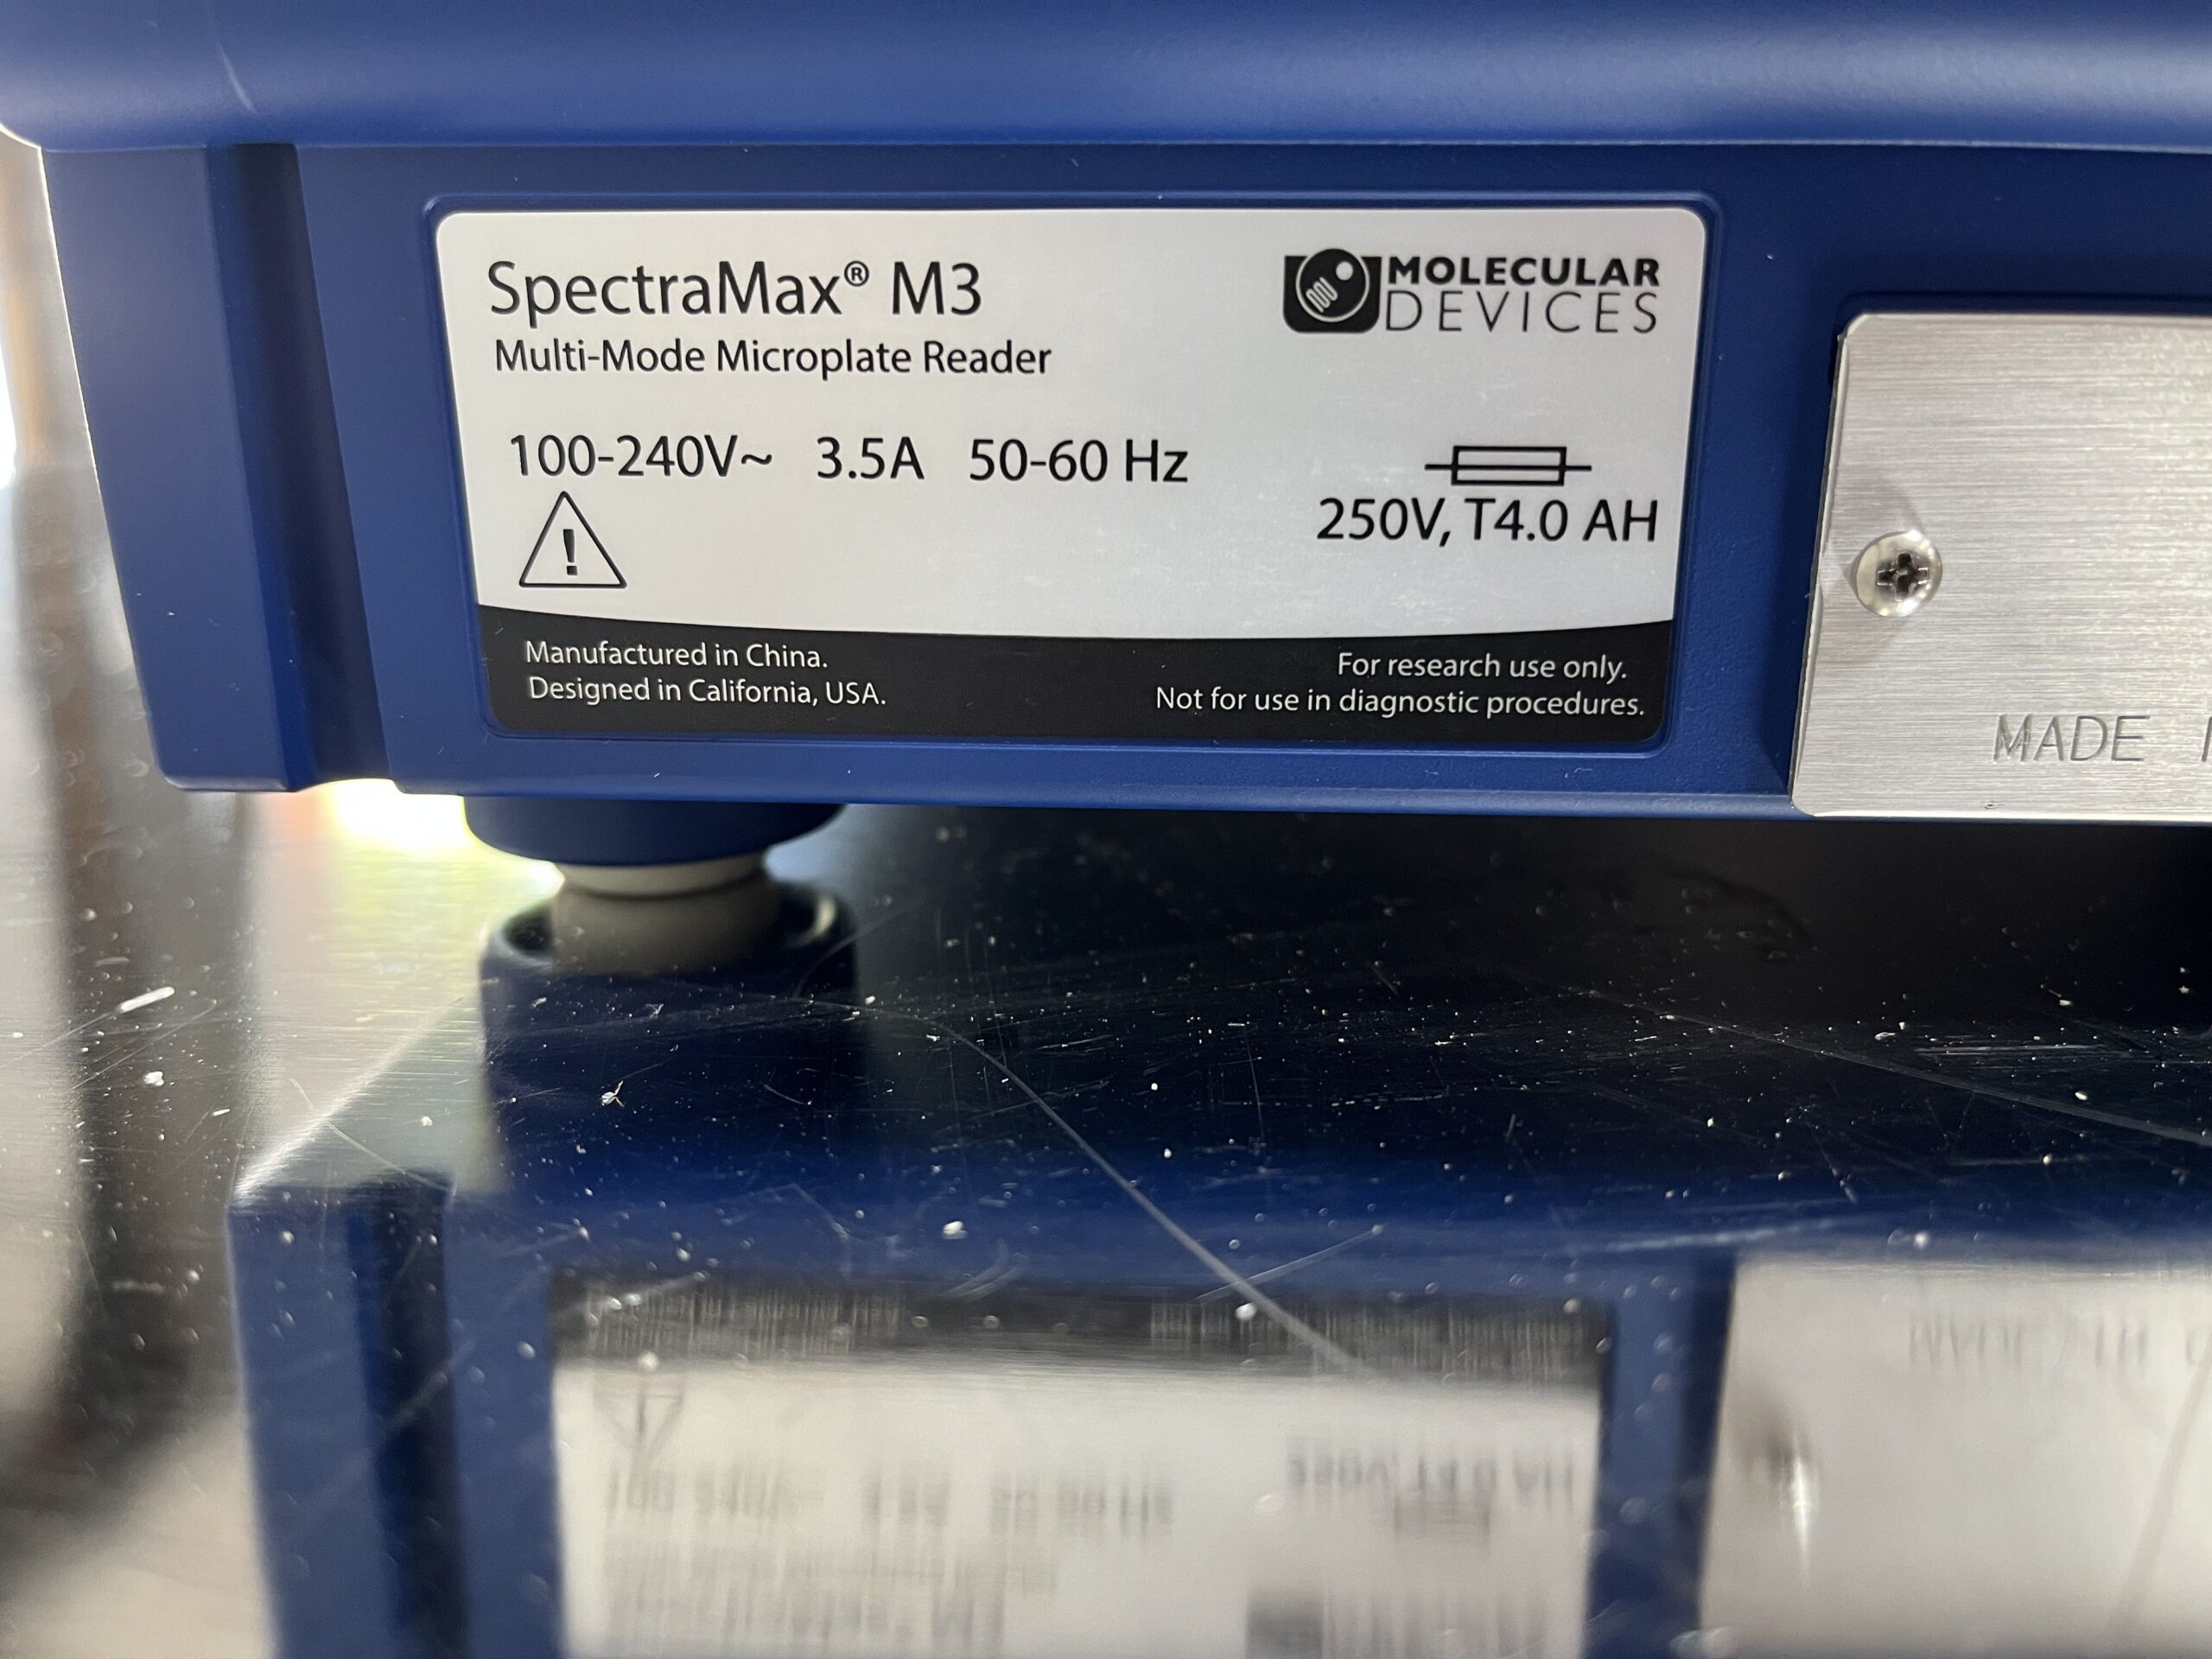 SpectraMax® M3
Multi-Mode Microplate Reader
MOLECULAR
DEVICES
100-240V~ 3.5A 50-60 Hz
250V, T4.0 AH
!
Manufactured in China.
Designed in California, USA.
For research use only.
Not for use in diagnostic procedures.
MADE